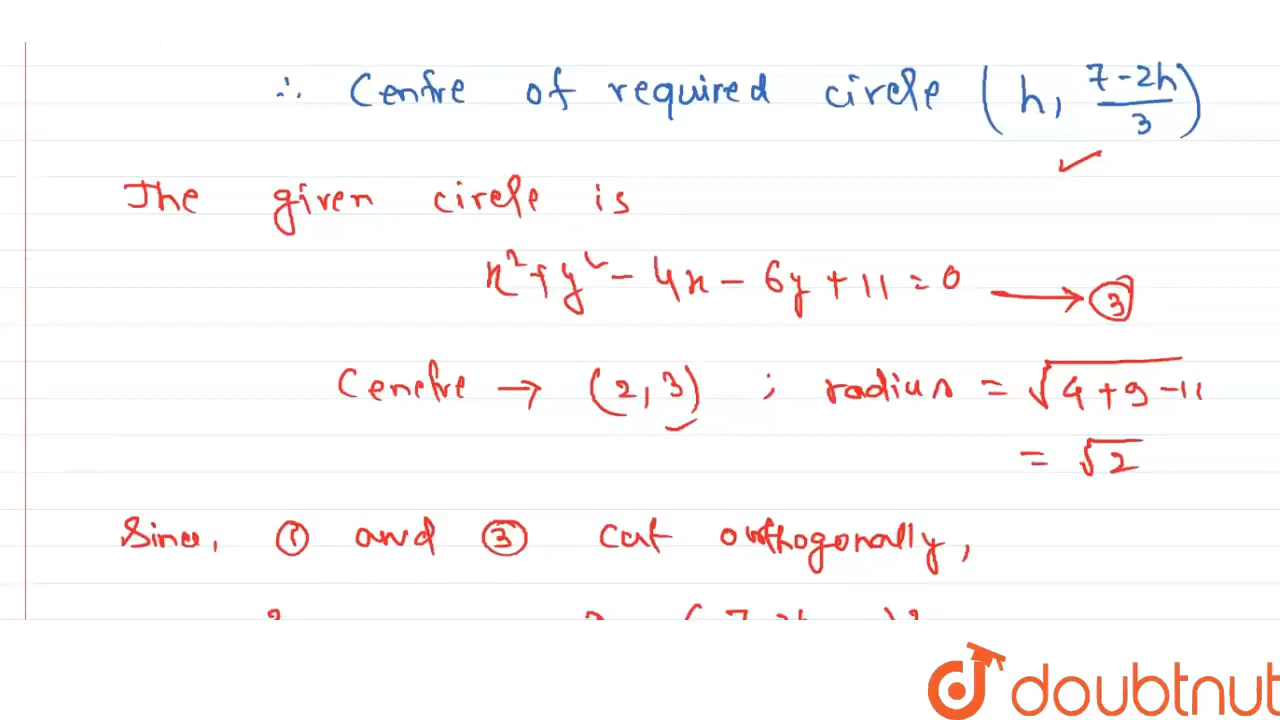 ∴ Centre of required circle (h, (7-2h)/3)
✓
The given circle is
x²+y²-4x-6y+11=0 → ③
Centre → (2,3) ; radius = √(4+9-11)
= √2
Since, ① and ③ cut orthogonally,
doubtnut